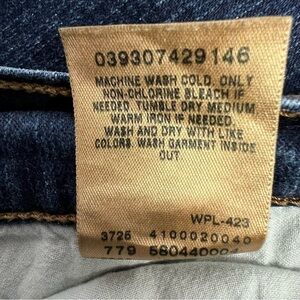 039307429146
MACHINE WASH COLD. ONLY
NON-CHLORINE BLEACH IF
NEEDED. TUMBLE DRY MEDIUM.
WARM IRON IF NEEDED.
WASH AND DRY WITH LIKE
COLORS. WASH GARMENT INSIDE
OUT
WPL-423
3725 4100020040
779